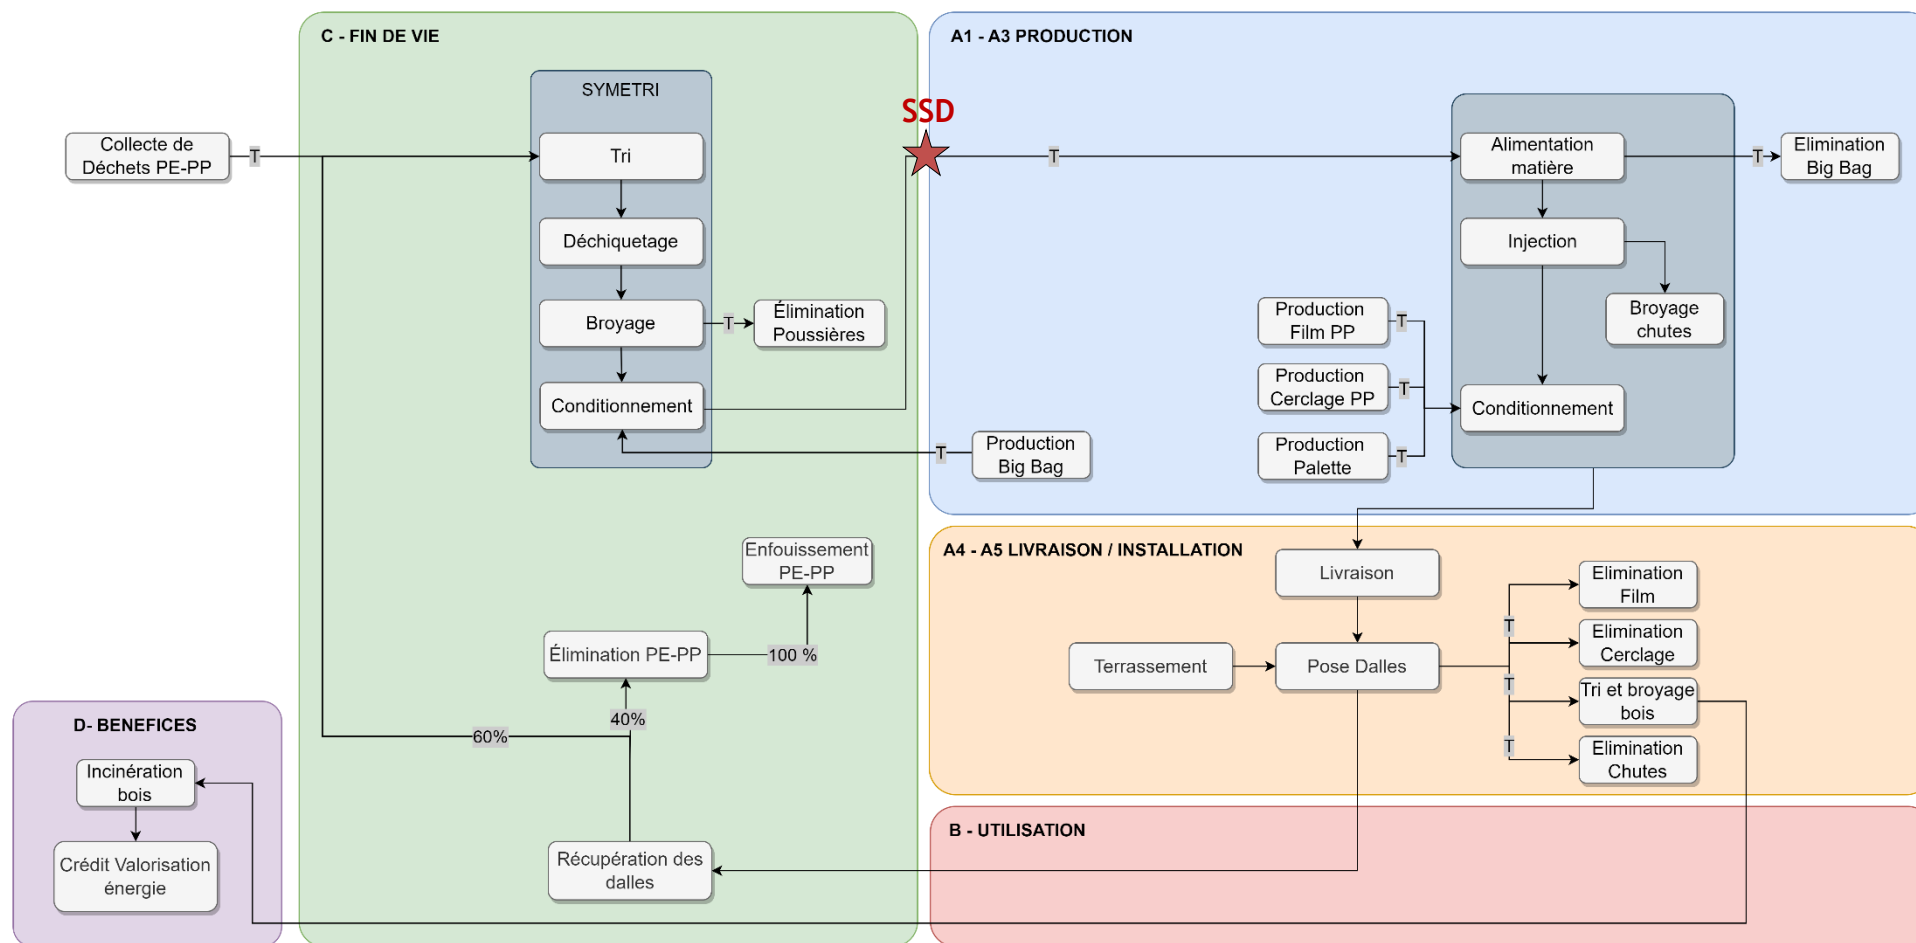 C - FIN DE VIE
SYMETRI
Collecte de
Déchets PE-PP
T
Tri
Déchiquetage
Broyage
T
Élimination
Poussières
Conditionnement
SSD
A1 - A3 PRODUCTION
T
Alimentation
matière
T
Elimination
Big Bag
Injection
Broyage
chutes
Production
Film PP
T
Production
Cerclage PP
T
Production
Palette
T
Conditionnement
T
Production
Big Bag
Enfouissement
PE-PP
Élimination PE-PP
100 %
40%
60%
Récupération des
dalles
A4 - A5 LIVRAISON / INSTALLATION
Livraison
Terrassement
Pose Dalles
T
T
T
Elimination
Film
Elimination
Cerclage
Tri et broyage
bois
Elimination
Chutes
D- BENEFICES
Incinération
bois
Crédit Valorisation
énergie
B - UTILISATION